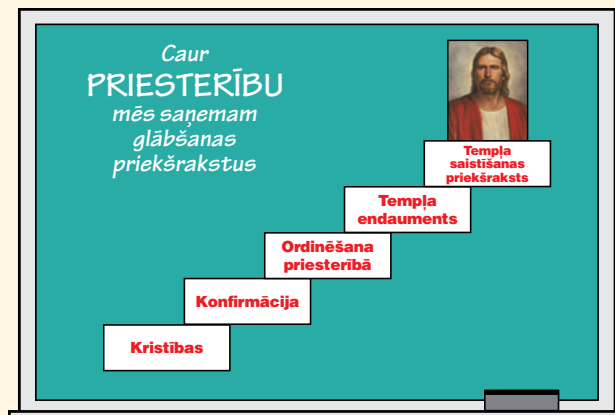 Caur
PRIESTERĪBU
mēs saņemam
glābšanas
priekšrakstus
Tempļa
saistīšanas
priekšraksts
Tempļa
endauments
Ordinēšana
priesterībā
Konfirmācija
Kristības